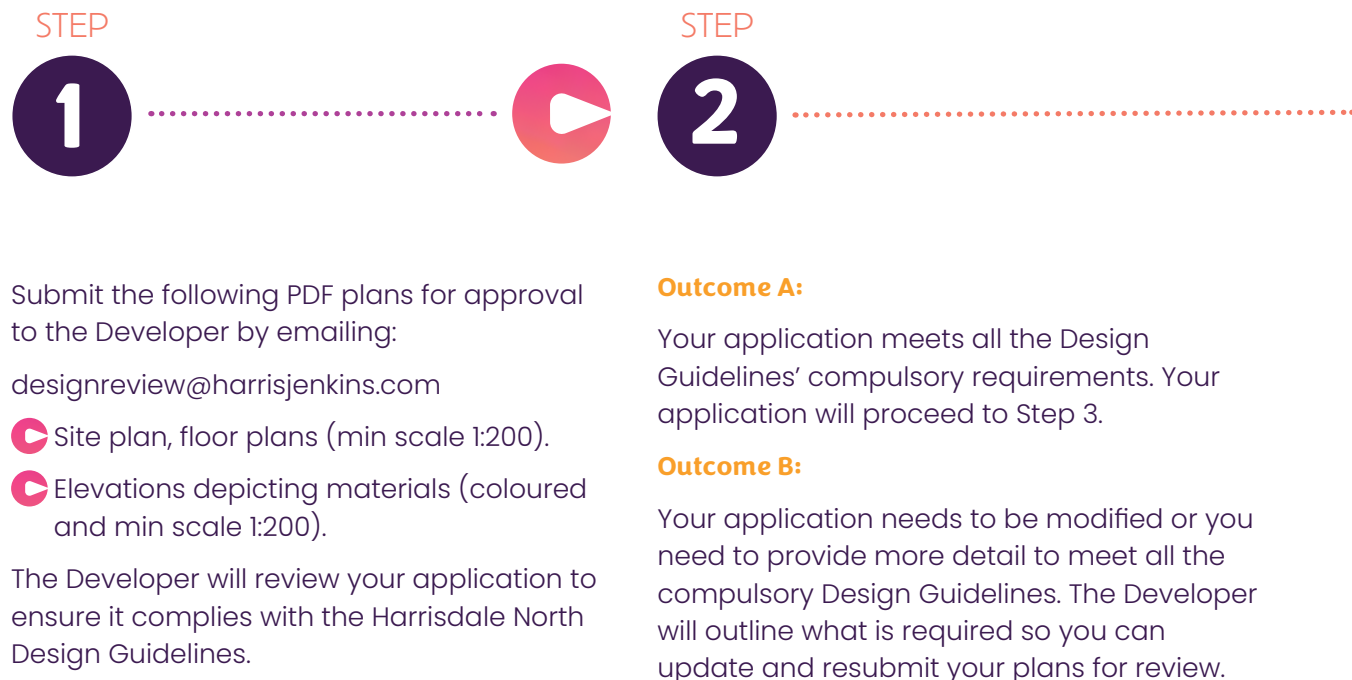 STEP
1
Submit the following PDF plans for approval
to the Developer by emailing:
designreview@harrisjenkins.com
Site plan, floor plans (min scale 1:200).
Elevations depicting materials (coloured
and min scale 1:200).
The Developer will review your application to
ensure it complies with the Harrisdale North
Design Guidelines.
STEP
2
Outcome A:
Your application meets all the Design
Guidelines’ compulsory requirements. Your
application will proceed to Step 3.
Outcome B:
Your application needs to be modified or you
need to provide more detail to meet all the
compulsory Design Guidelines. The Developer
will outline what is required so you can
update and resubmit your plans for review.